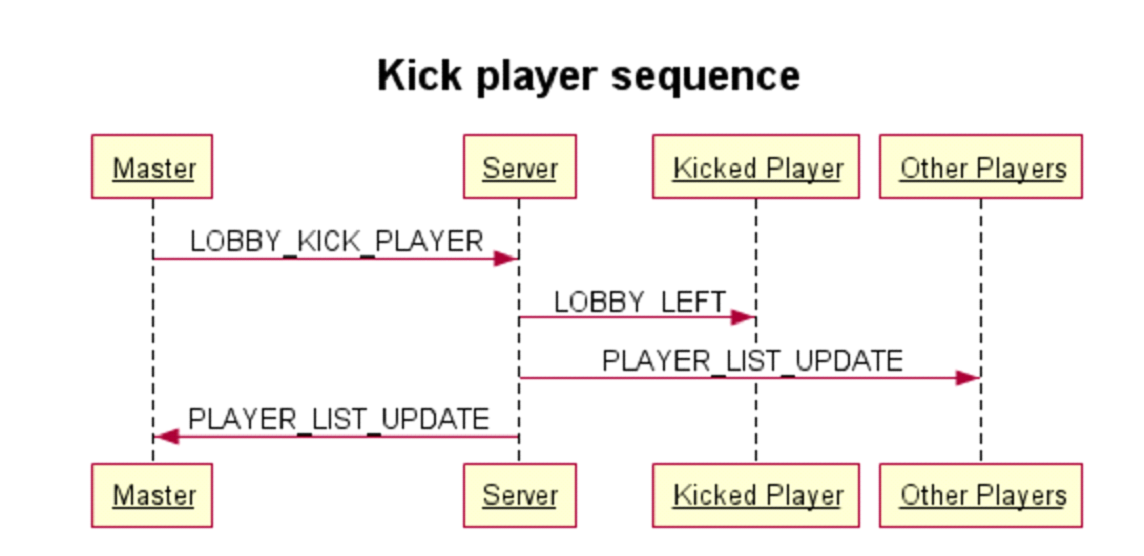 Kick player sequence
Master Server Kicked Player Other Players
LOBBY_KICK_PLAYER
LOBBY_LEFT
PLAYER_LIST_UPDATE
PLAYER_LIST_UPDATE
Master Server Kicked Player Other Players